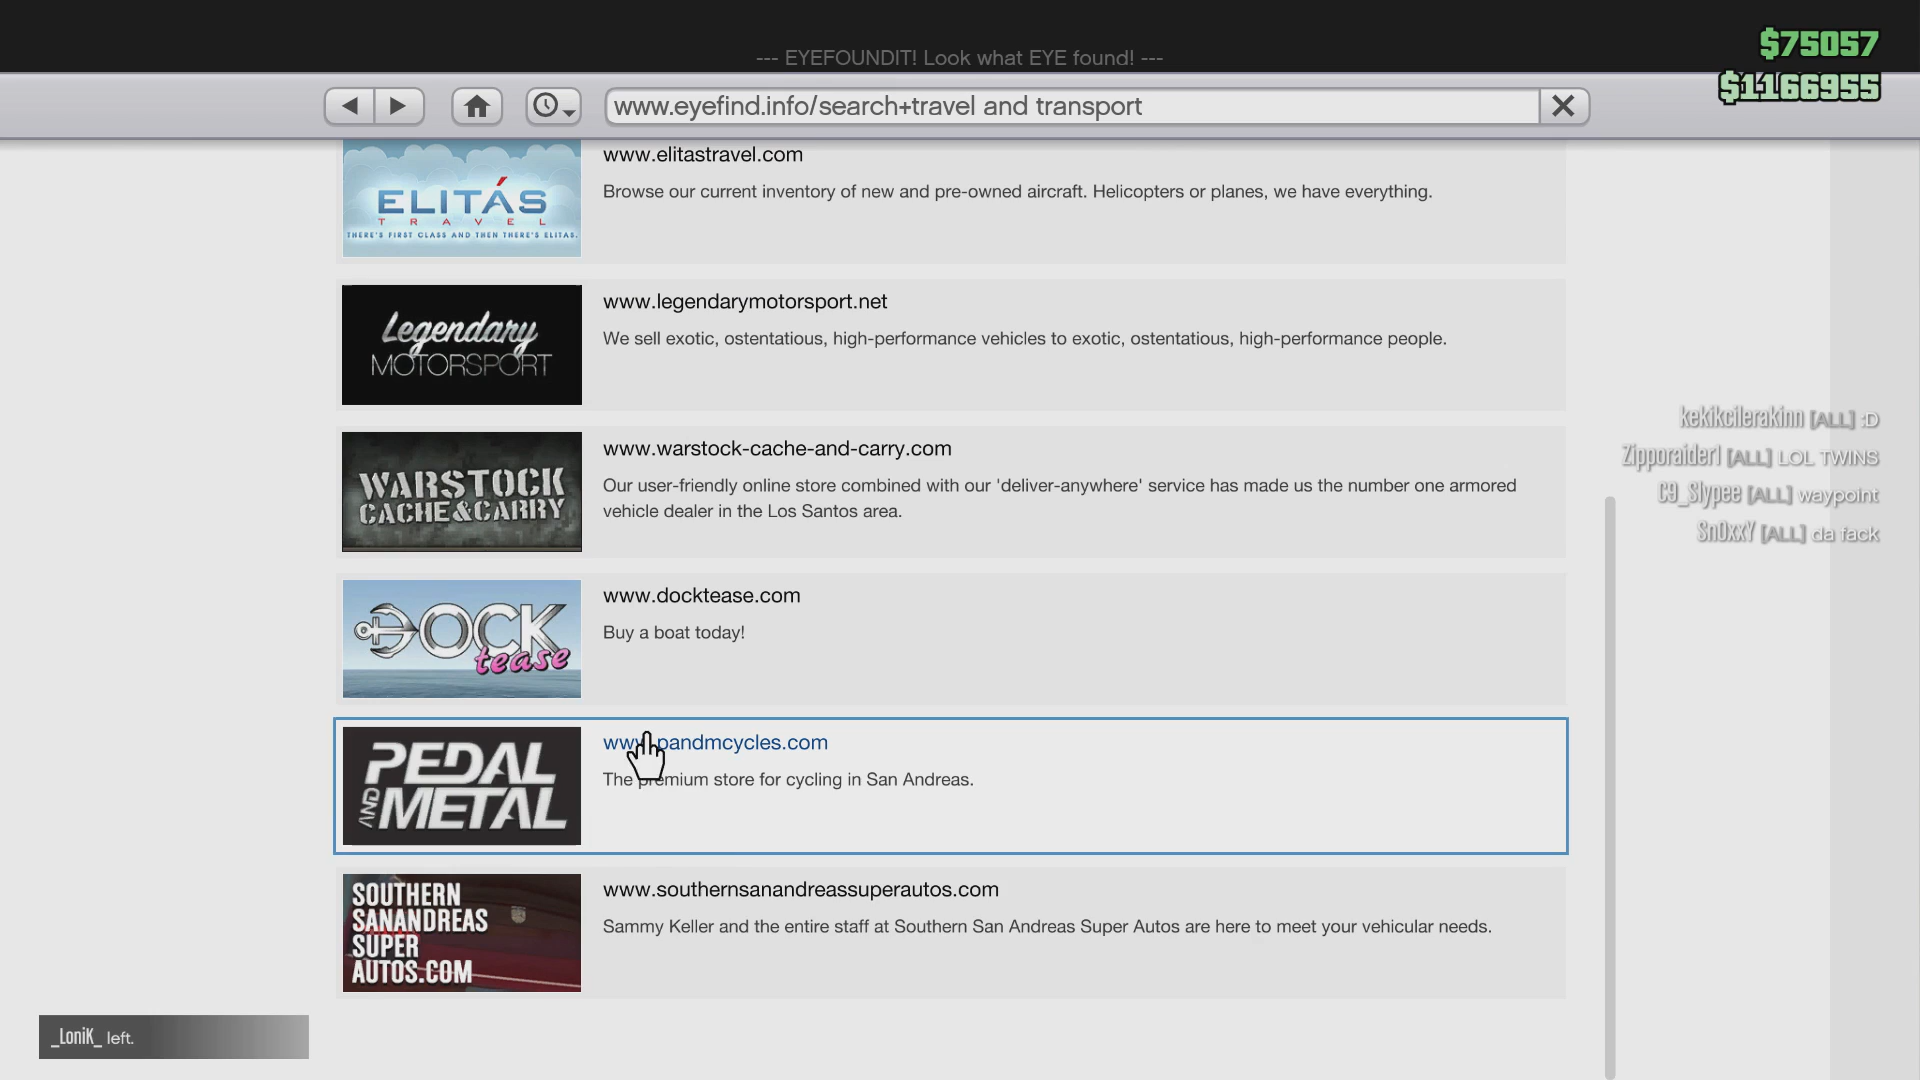 --- EYEFOUNDIT! Look what EYE found! ---
$75057
$1166955
www.eyefind.info/search+travel and transport
ELITÁS
TRAVEL
THERE'S FIRST CLASS AND THEN THERE'S ELITAS.
www.elitastravel.com
Browse our current inventory of new and pre-owned aircraft. Helicopters or planes, we have everything.
Legendary
MOTORSPORT
www.legendarymotorsport.net
We sell exotic, ostentatious, high-performance vehicles to exotic, ostentatious, high-performance people.
WARSTOCK
CACHE&CARRY
www.warstock-cache-and-carry.com
Our user-friendly online store combined with our 'deliver-anywhere' service has made us the number one armored
vehicle dealer in the Los Santos area.
kekikcilerakinn [ALL] :D
Zipporaider1 [ALL] LOL TWINS
C9_Slypee [ALL] waypoint
SnOxxY [ALL] da fack
DOCK
tease
www.docktease.com
Buy a boat today!
PEDAL
AND METAL
www.pandmcycles.com
The premium store for cycling in San Andreas.
SOUTHERN
SANANDREAS
SUPER
AUTOS.COM
www.southernsanandreassuperautos.com
Sammy Keller and the entire staff at Southern San Andreas Super Autos are here to meet your vehicular needs.
_LoniK_ left.